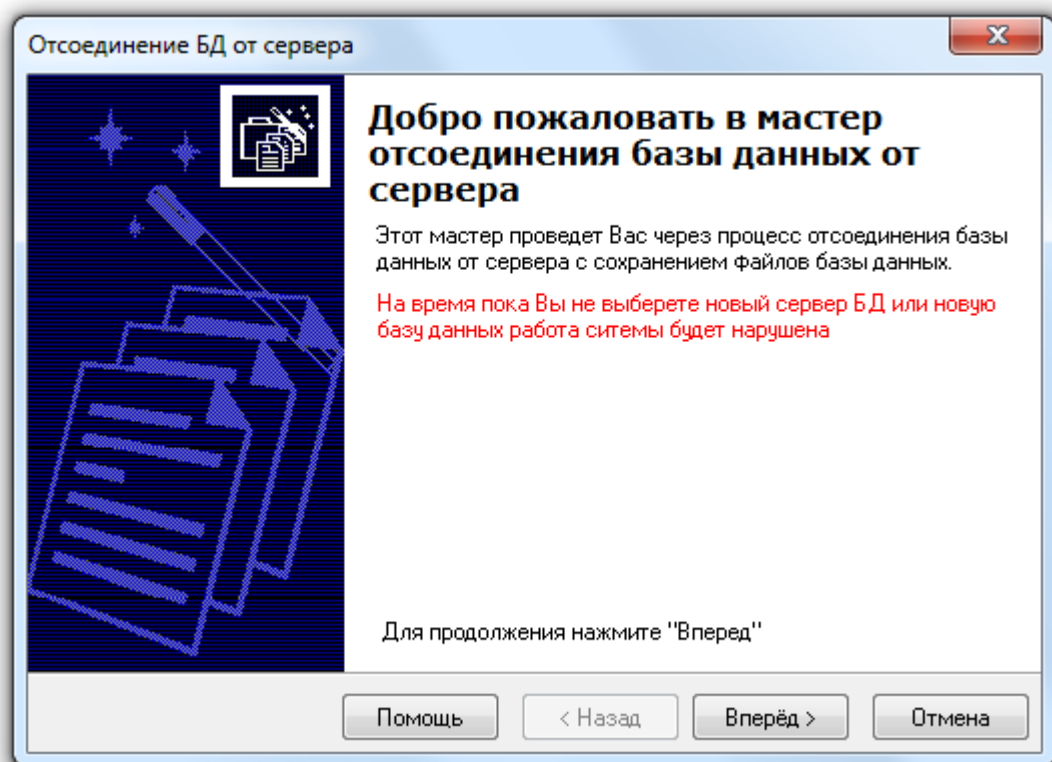 Отсоединение БД от сервера
Добро пожаловать в мастер
отсоединения базы данных от
сервера
Этот мастер проведет Вас через процесс отсоединения базы
данных от сервера с сохранением файлов базы данных.
На время пока Вы не выберете новый сервер БД или новую
базу данных работа ситемы будет нарушена
Для продолжения нажмите "Вперед"
Помощь
< Назад
Вперёд >
Отмена